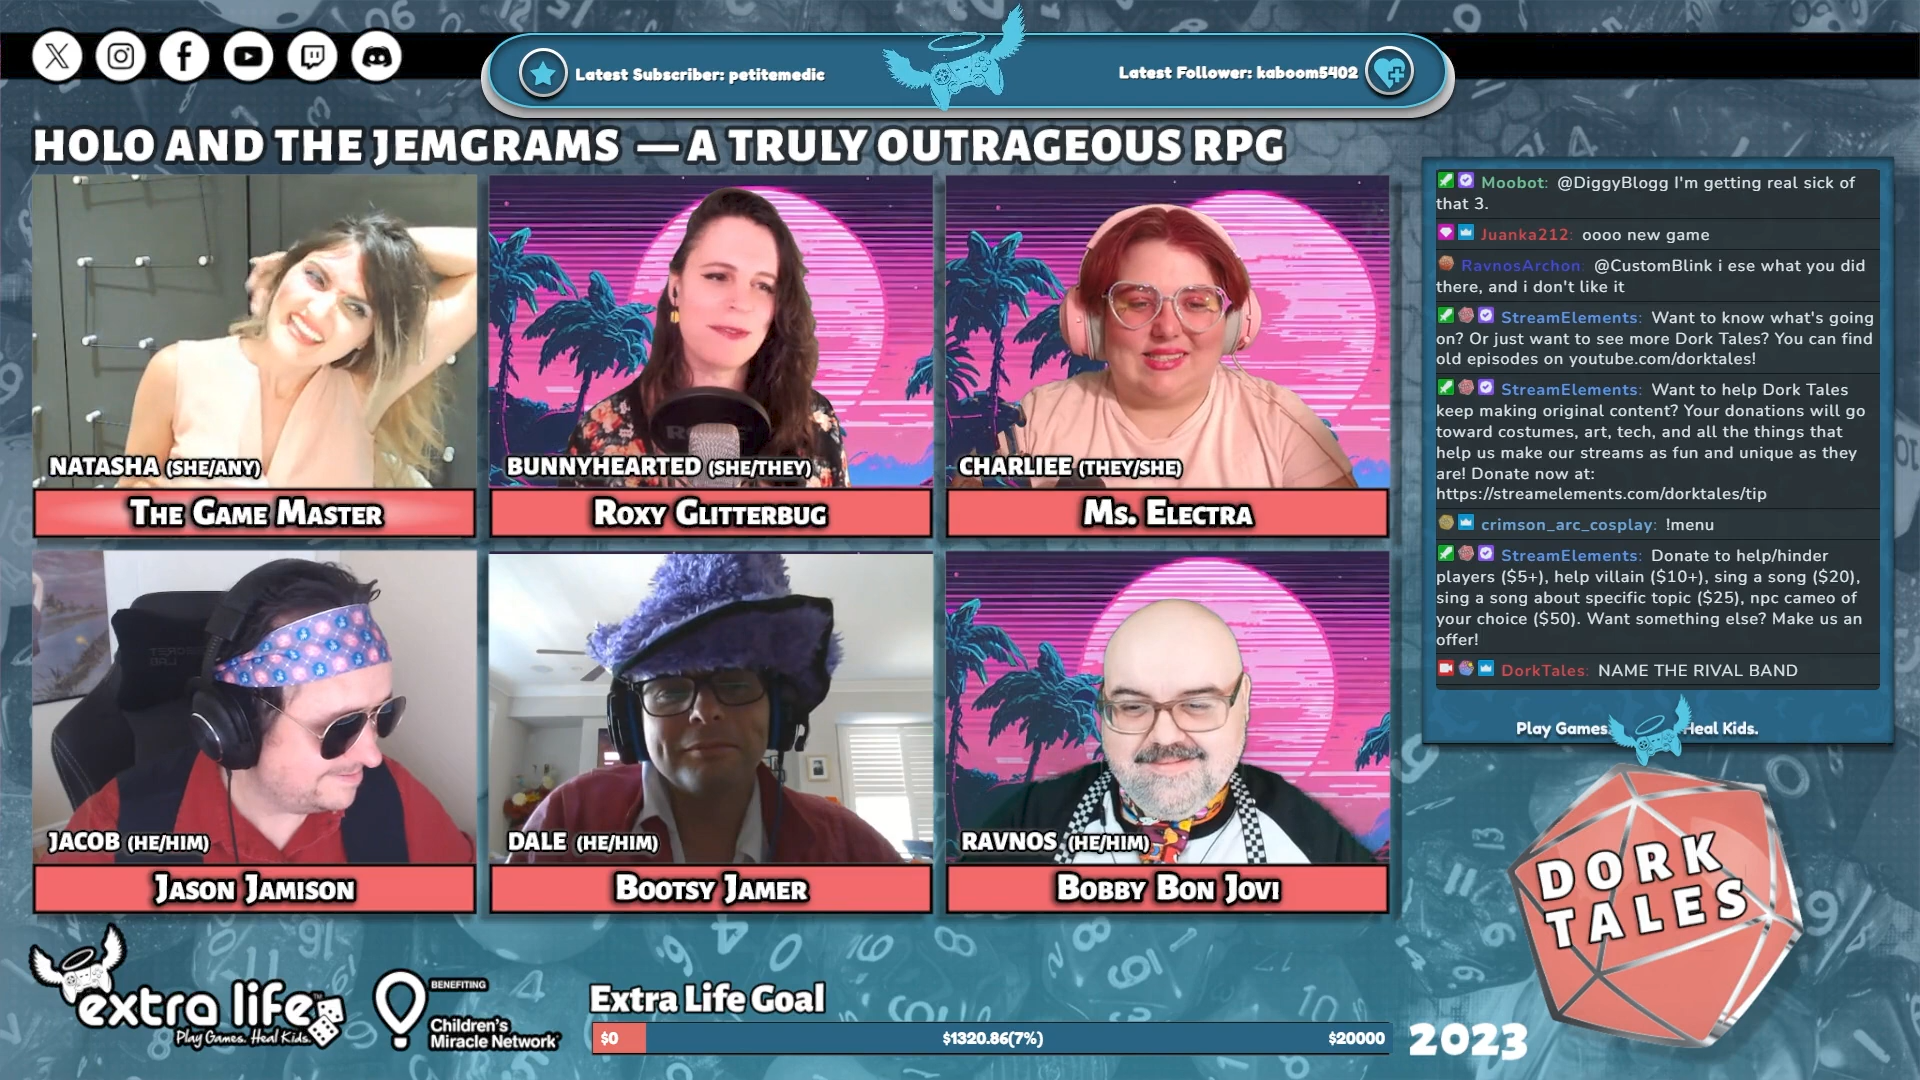 Latest Subscriber: petitemedic
Latest Follower: kaboom5402
HOLO AND THE JEMGRAMS — A TRULY OUTRAGEOUS RPG
NATASHA (SHE/ANY)
THE GAME MASTER
BUNNYHEARTED (SHE/THEY)
ROXY GLITTERBUG
CHARLIEE (THEY/SHE)
MS. ELECTRA
JACOB (HE/HIM)
JASON JAMISON
DALE (HE/HIM)
BOOTSY JAMER
RAVNOS (HE/HIM)
BOBBY BON JOVI
Moobot: @DiggyBlogg I'm getting real sick of
that 3.
Juanka212: oooo new game
RavnosArchon: @CustomBlink i ese what you did
there, and i don't like it
StreamElements: Want to know what's going
on? Or just want to see more Dork Tales? You can find
old episodes on youtube.com/dorktales!
StreamElements: Want to help Dork Tales
keep making original content? Your donations will go
toward costumes, art, tech, and all the things that
help us make our streams as fun and unique as they
are! Donate now at:
https://streamelements.com/dorktales/tip
crimson_arc_cosplay: !menu
StreamElements: Donate to help/hinder
players ($5+), help villain ($10+), sing a song ($20),
sing a song about specific topic ($25), npc cameo of
your choice ($50). Want something else? Make us an
offer!
DorkTales: NAME THE RIVAL BAND
Play Games. Heal Kids.
DORK
TALES
extra life
Play Games. Heal Kids.
BENEFITING
Children's
Miracle Network
Extra Life Goal
$0 $1320.86(7%) $20000
2023